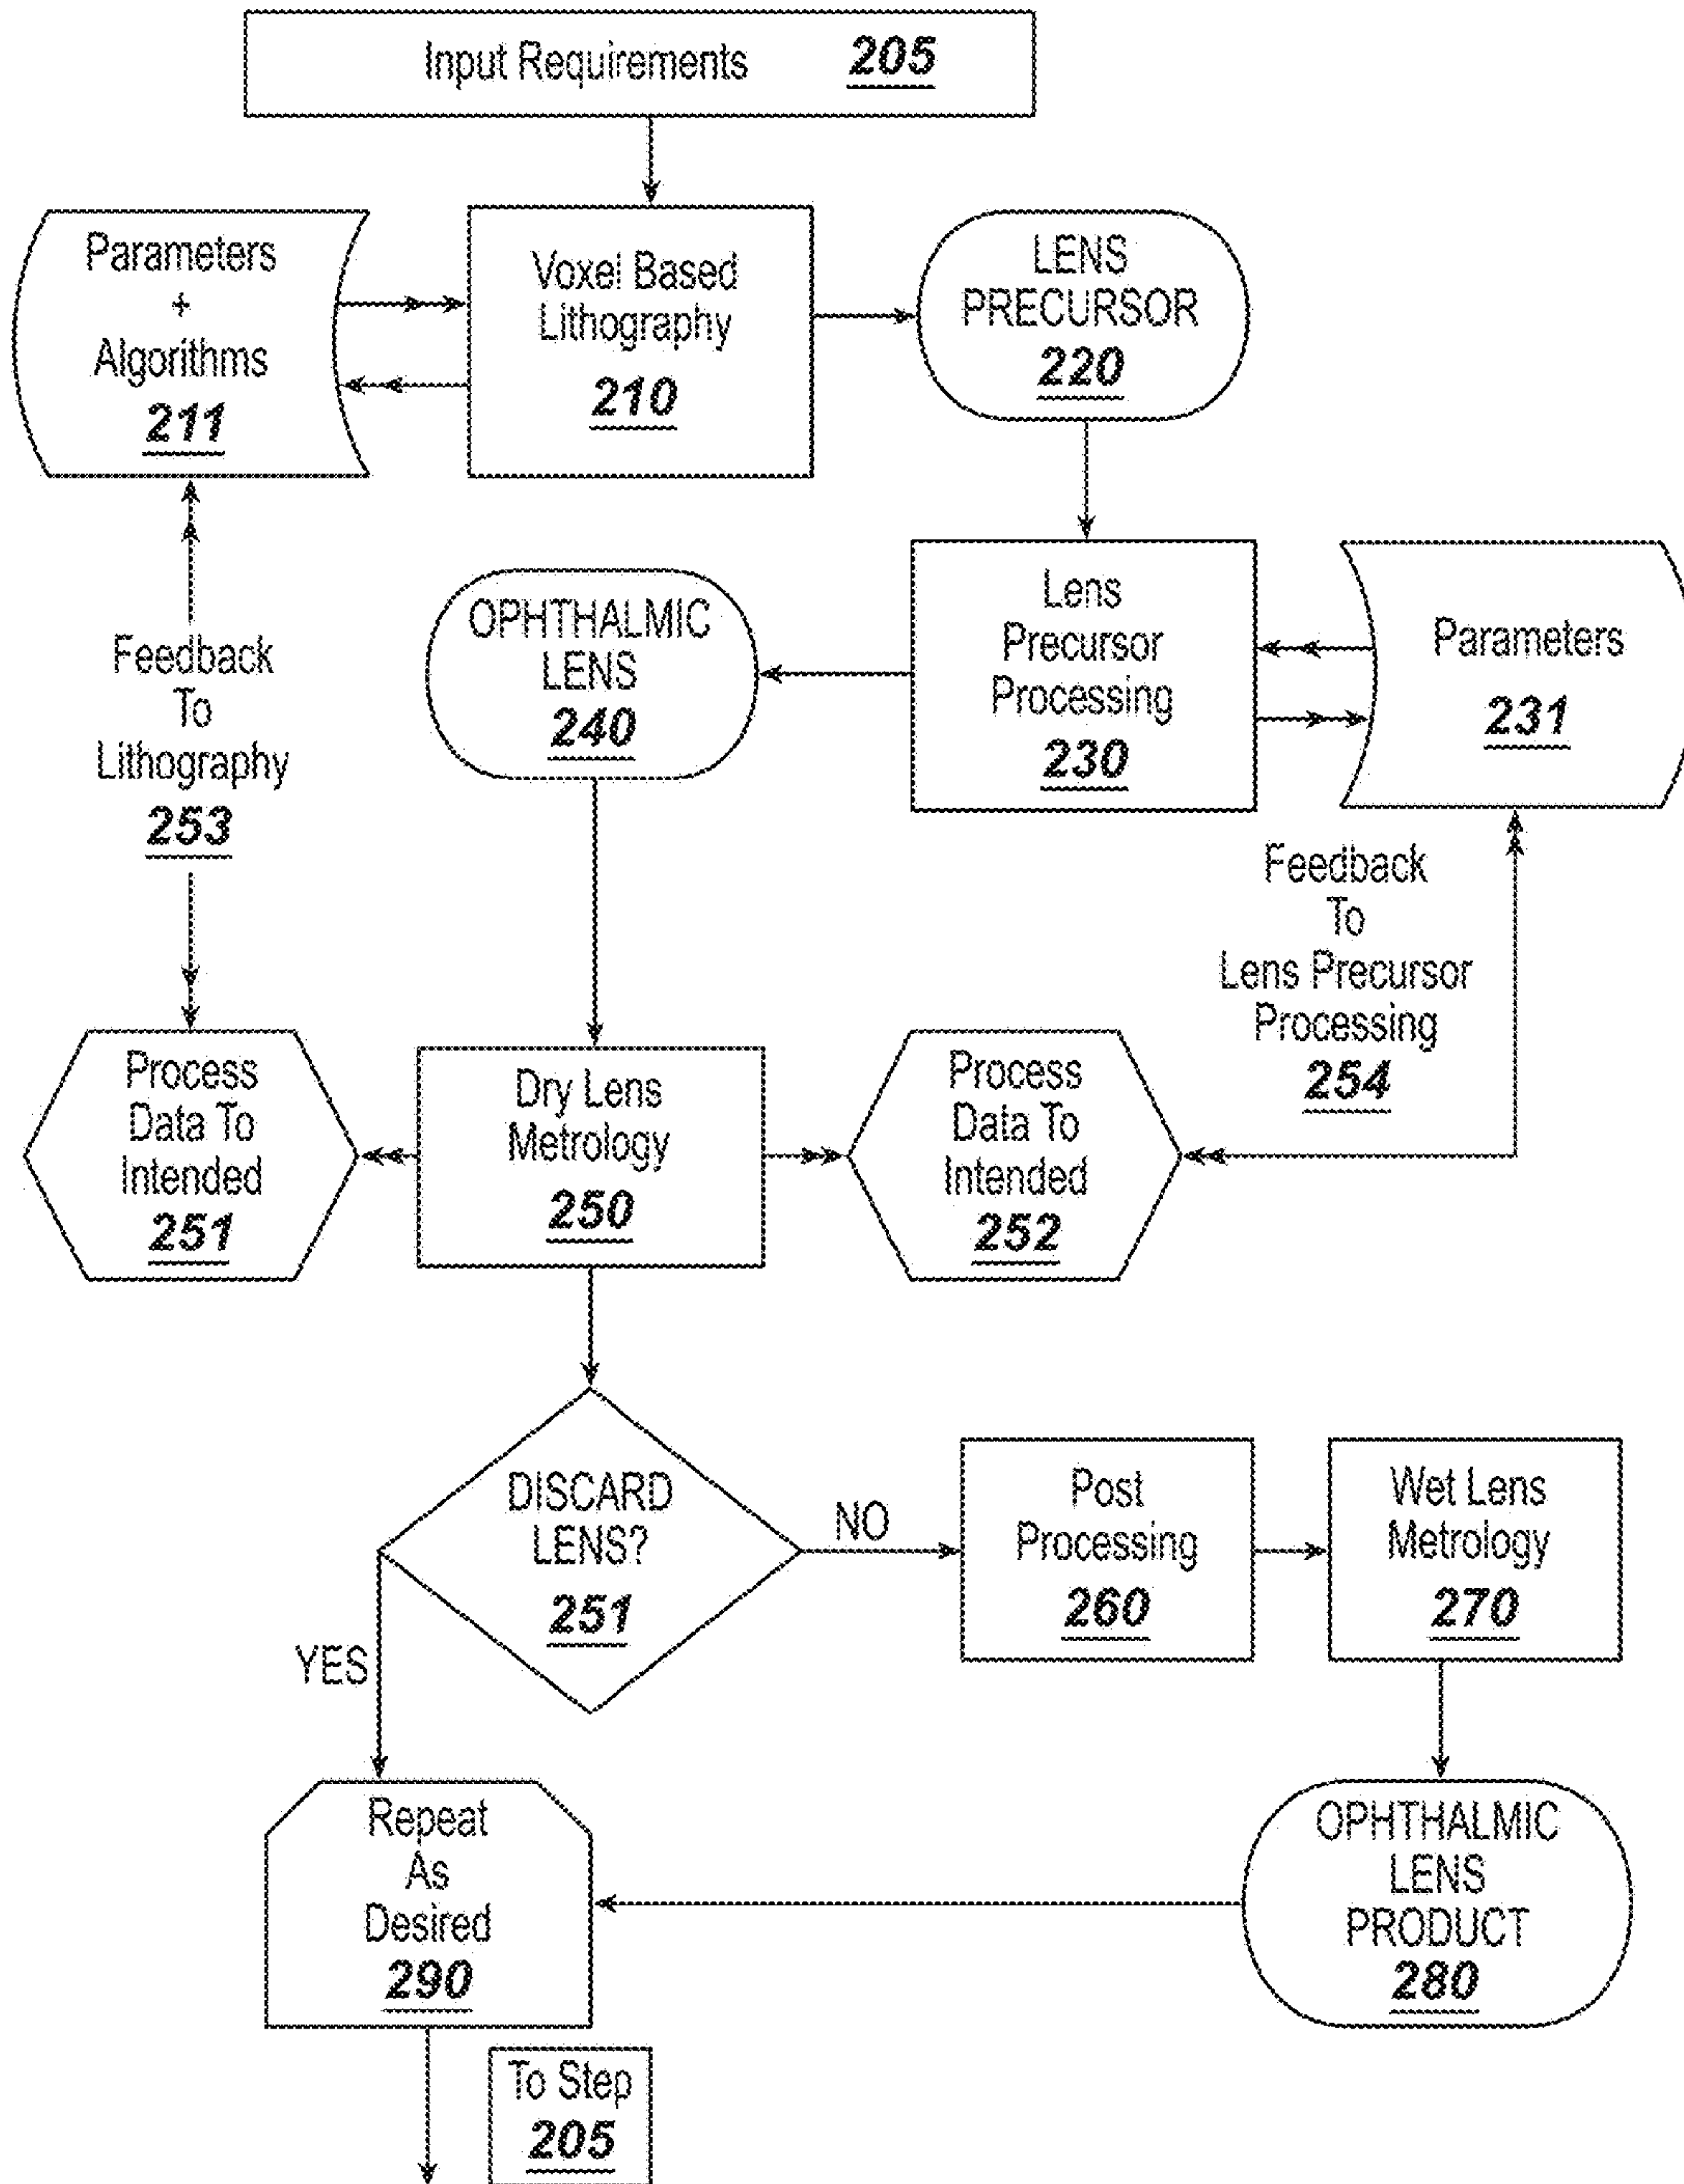 Input Requirements 205
Parameters
+
Algorithms
211
Voxel Based
Lithography
210
LENS
PRECURSOR
220
Feedback
To
Lithography
253
OPHTHALMIC
LENS
240
Lens
Precursor
Processing
230
Parameters
231
Feedback
To
Lens Precursor
Processing
254
Process
Data To
Intended
251
Dry Lens
Metrology
250
Process
Data To
Intended
252
DISCARD
LENS?
251
NO
YES
Post
Processing
260
Wet Lens
Metrology
270
Repeat
As
Desired
290
OPHTHALMIC
LENS
PRODUCT
280
To Step
205